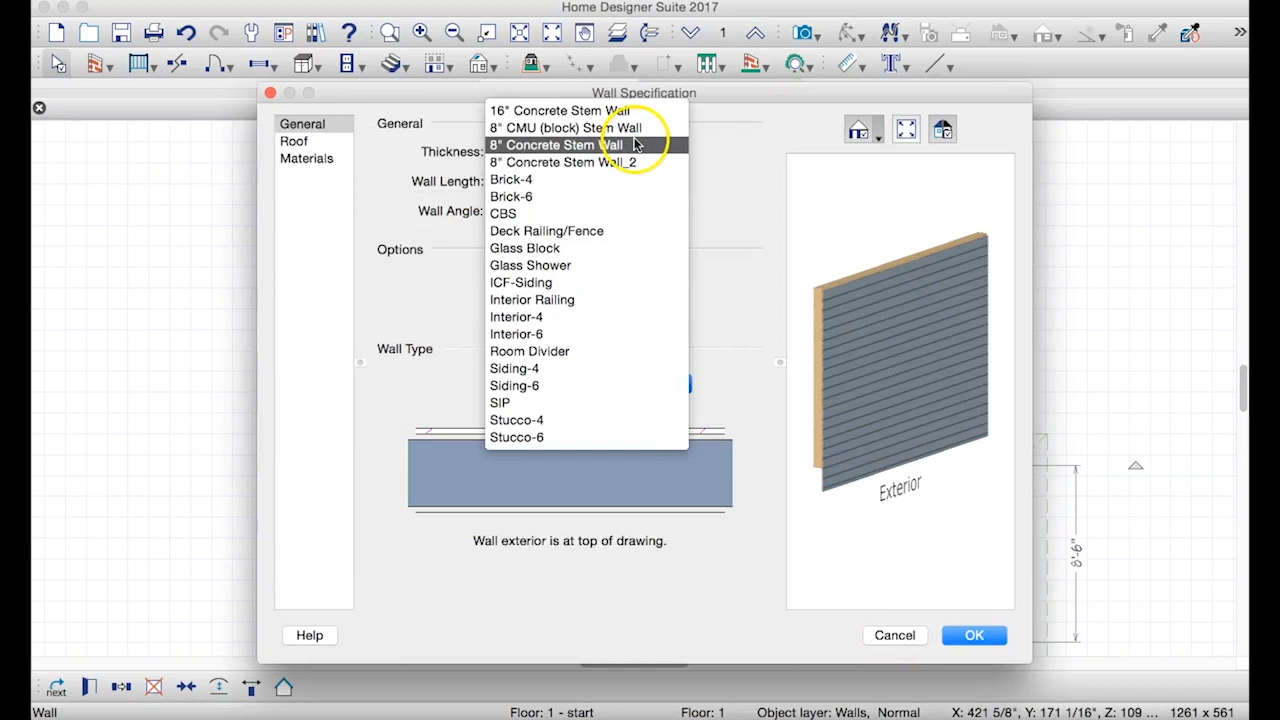 Home Designer Suite 2017
1
Wall Specification
General
Roof
Materials
General
Thickness:
Wall Length:
Wall Angle:
Options
Wall Type
16" Concrete Stem Wall
8" CMU (block) Stem Wall
8" Concrete Stem Wall
8" Concrete Stem Wall_2
Brick-4
Brick-6
CBS
Deck Railing/Fence
Glass Block
Glass Shower
ICF-Siding
Interior Railing
Interior-4
Interior-6
Room Divider
Siding-4
Siding-6
SIP
Stucco-4
Stucco-6
Wall exterior is at top of drawing.
Exterior
8'-6"
Help
Cancel
OK
next
Wall
Floor: 1 - start
Floor: 1
Object layer: Walls, Normal
X: 421 5/8", Y: 171 1/16", Z: 109 ...
1261 x 561